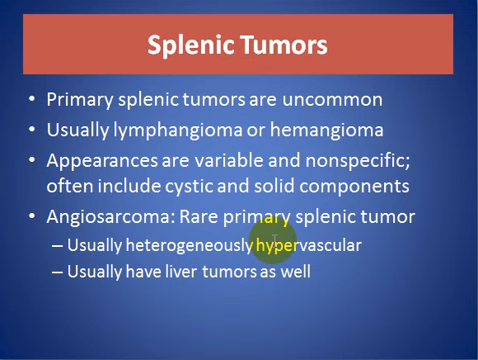 Splenic Tumors
• Primary splenic tumors are uncommon
• Usually lymphangioma or hemangioma
• Appearances are variable and nonspecific;
often include cystic and solid components
• Angiosarcoma: Rare primary splenic tumor
– Usually heterogeneously hypervascular
– Usually have liver tumors as well